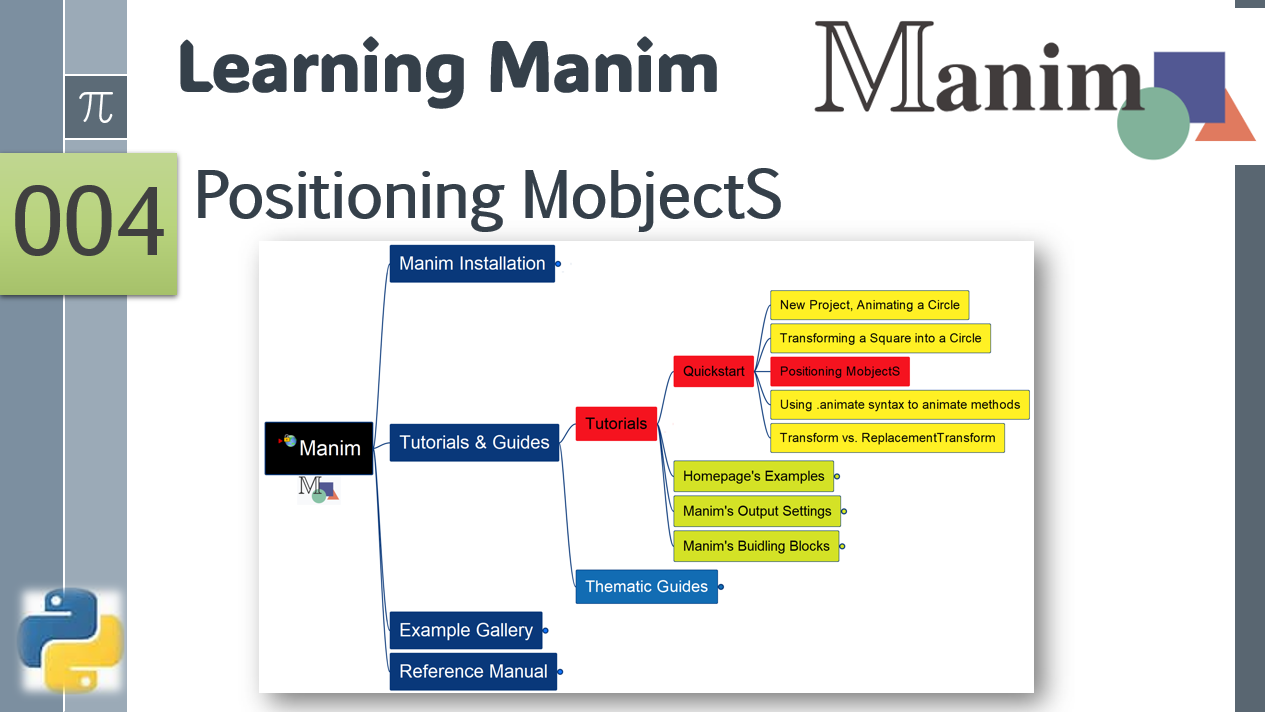 Learning Manim
Manim
π
004
Positioning MobjectS
Manim Installation
New Project, Animating a Circle
Transforming a Square into a Circle
Quickstart
Positioning MobjectS
Using .animate syntax to animate methods
Tutorials
Transform vs. ReplacementTransform
Manim
Tutorials & Guides
Homepage's Examples
M
Manim's Output Settings
Manim's Buidling Blocks
Thematic Guides
Example Gallery
Reference Manual